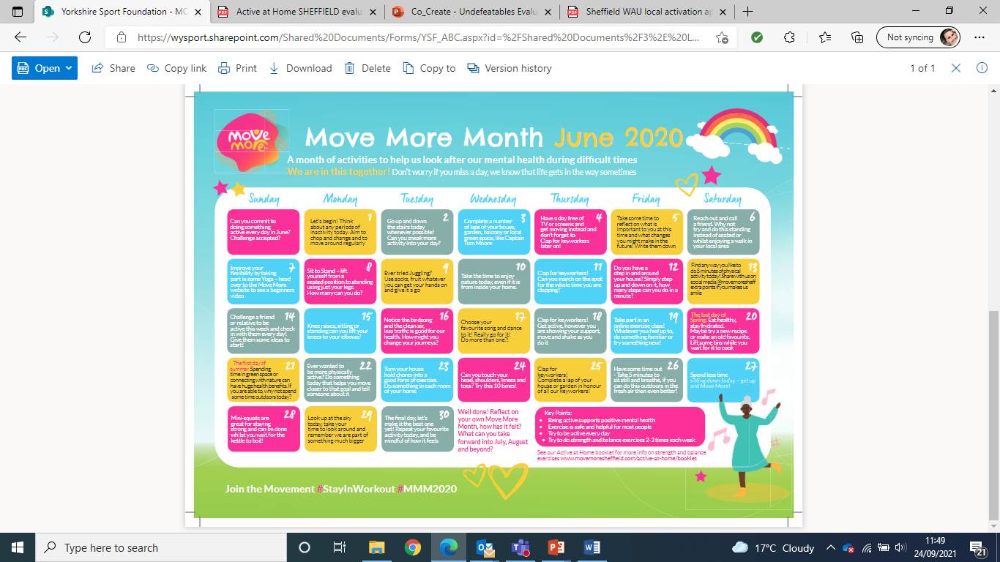 Yorkshire Sport Foundation - MC
Active at Home SHEFFIELD evalu
Co_Create - Undefeatables Evalu
Sheffield WAU local activation ap
https://wysport.sharepoint.com/Shared%20Documents/Forms/YSF_ABC.aspx?id=%2FShared%20Documents%2F3%2E%20L...
Not syncing
Open
Share
Copy link
Print
Download
Delete
Copy to
Version history
1 of 1
move
more
Move More Month June 2020
A month of activities to help us look after our mental health during difficult times
We are in this together! Don't worry if you miss a day, we know that life gets in the way sometimes
Sunday Monday Tuesday Wednesday Thursday Friday Saturday
Can you commit to
doing something
active every day in June?
Challenge accepted?
1
Let's begin! Think
about any periods of
inactivity today. Aim to
chop and change and to
move around regularly
2
Go up and down
the stairs today
whenever possible!
Can you sneak more
activity into your day?
3
Complete a number
of laps of your house,
garden, balcony or local
green space, like Captain
Tom Moore
4
Have a day free of
TV or screens and
get moving instead and
don't forget to
Clap for keyworkers
later on!
5
Take some time to
reflect on what is
important to you at this
time and what changes
you might make in the
future! Write them down
6
Reach out and call
a friend. Why not
try and do this standing
instead of seated or
whilst enjoying a walk in
your local area
7
Improve your
flexibility by taking
part in some Yoga – head
over to the Move More
website to see a beginners
video
8
Sit to Stand – lift
yourself from a
seated position to standing
using just your legs.
How many can you do?
9
Ever tried Juggling?
Use socks, fruit whatever
you can get your hands on
and give it a go
10
Take the time to enjoy
nature today, even if it is
from inside your home.
11
Clap for keyworkers!
Can you march on the spot
for the whole time you are
clapping?
12
Do you have a
step in and around
your house? Simply step
up and down on it, how
many steps can you do in a
minute?
13
Find any way you like to
do 5 minutes of physical
activity today! Share with us on
social media @movemoresheff
extra points if you makes us
smile
14
Challenge a friend
or relative to be
active this week and check
in with them every day!
Give them some ideas to
start!
15
Knee raises, sitting or
standing can you lift your
knees to your elbows?
16
Notice the birdsong
and the clean air,
less traffic is good for our
health. How might you
change your journeys?
17
Choose your
favourite song and dance
to it! Really go for it!
Do more than one?!
18
Clap for keyworkers!
Get active, however you
are showing your support,
move and shake as you
do it
19
Take part in an
online exercise class!
Whatever you feel up to,
do something familiar or
try something new!
20
The last day of
Spring. Eat healthy,
stay hydrated.
Maybe try a new recipe
or make an old favourite.
Lift some tins while you
wait for it to cook
21
The first day of
summer Spending
time in green space or
connecting with nature can
have huge health benefits. If
you are able to, why not spend
some time outdoors today?
22
Ever wanted to
be more physically
active? Do something
today that helps you move
closer to that goal and tell
someone about it
23
Turn your house
hold chores into a
good form of exercise.
Do something in each room
of your home
24
Can you touch your
head, shoulders, knees and
toes? Try this 10 times!
25
Clap for
keyworkers!
Complete a lap of your
house or garden in honour
of all our keyworkers!
26
Have some time out
- Take 5 minutes to
sit still and breathe, if you
can do this outdoors in the
fresh air then even better!
27
Spend less time
sitting down today – get up
and Move More!
28
Mini-squats are
great for staying
strong and can be done
whilst you wait for the
kettle to boil!
29
Look up at the sky
today, take your
time to look around and
remember we are part of
something much bigger
30
The final day, let's
make it the best one
yet! Repeat your favourite
activity today, and be
mindful of how it feels
Well done! Reflect on
your own Move More
Month, how has it felt?
What can you take
forward into July, August
and beyond?
Key Points:
• Being active supports positive mental health
• Exercise is safe and helpful for most people
• Try to be active every day
• Try to do strength and balance exercises 2-3 times each week
See our Active at Home booklet for more info on strength and balance
exercises www.movemoresheffield.com/active-at-home/booklet
Join the Movement #StayInWorkout #MMM2020
Type here to search
17°C Cloudy
11:49
24/09/2021
21